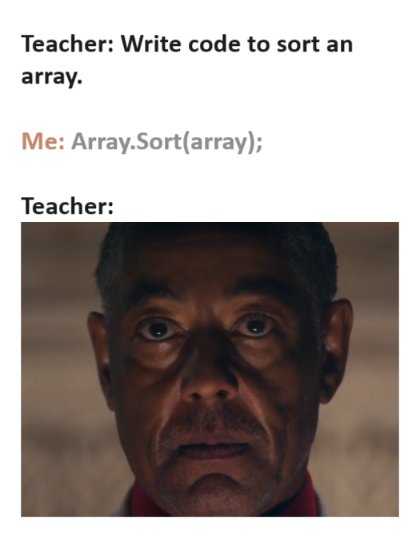 Teacher: Write code to sort an
array.
Me: Array.Sort(array);
Teacher: